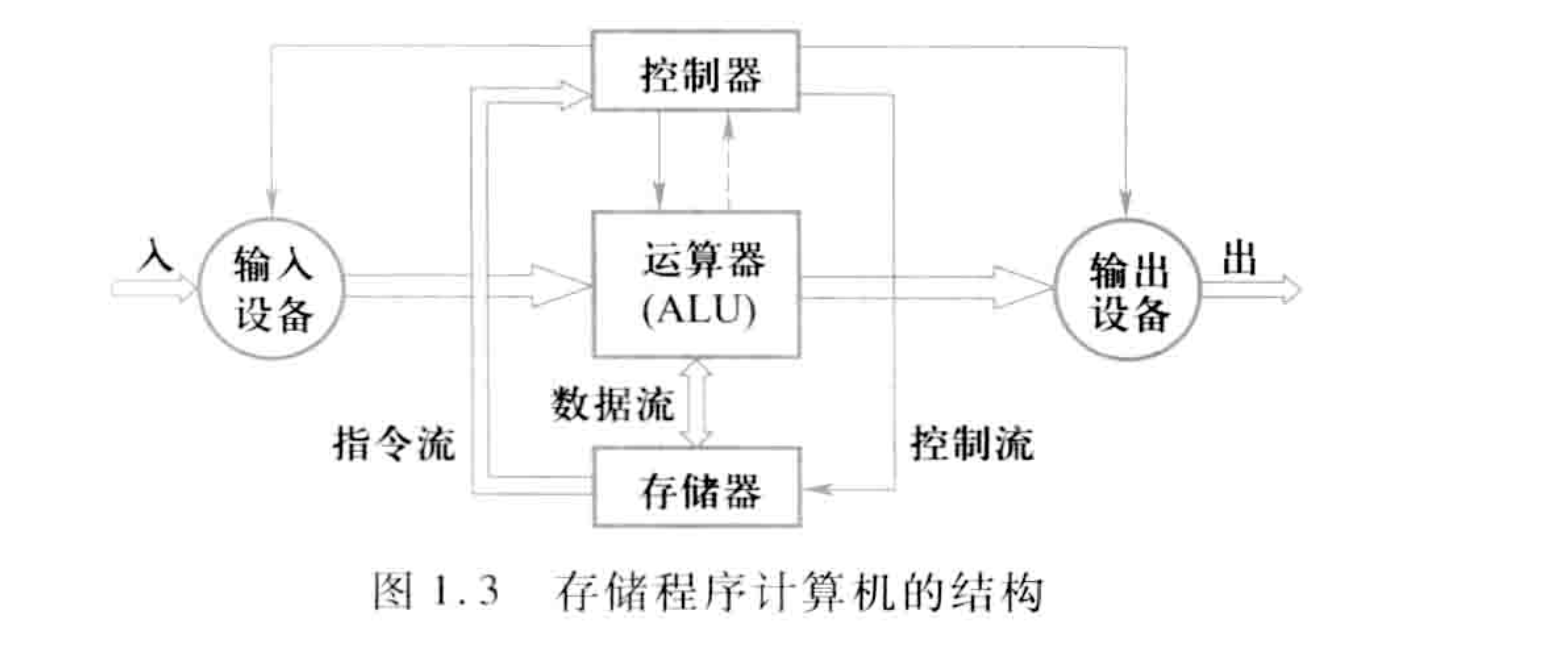 控制器
入
输入
设备
运算器
(ALU)
输出
设备
出
数据流
指令流
控制流
存储器
图 1.3 存储程序计算机的结构